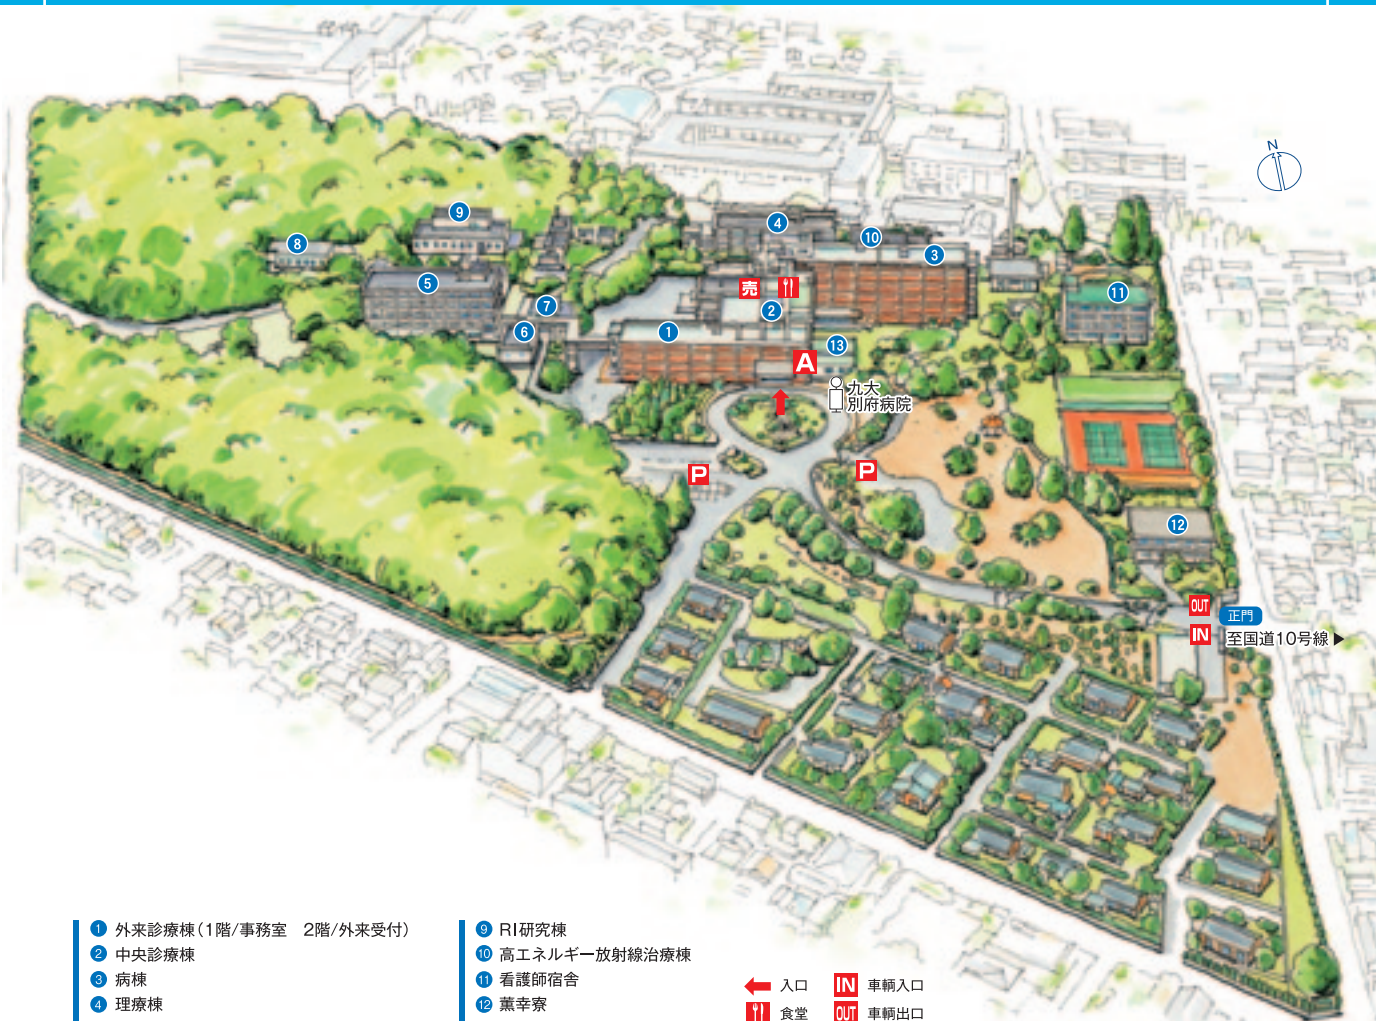 N
9
8
4
10
3
5
売
11
7
2
6
1
13
A
九大
別府病院
P
P
12
OUT
正門
IN
至国道10号線 ▶
1 外来診療棟(1階/事務室　2階/外来受付)
2 中央診療棟
3 病棟
4 理療棟
9 RI研究棟
10 高エネルギー放射線治療棟
11 看護師宿舎
12 薫幸寮
入口
IN 車輌入口
食堂
OUT 車輌出口